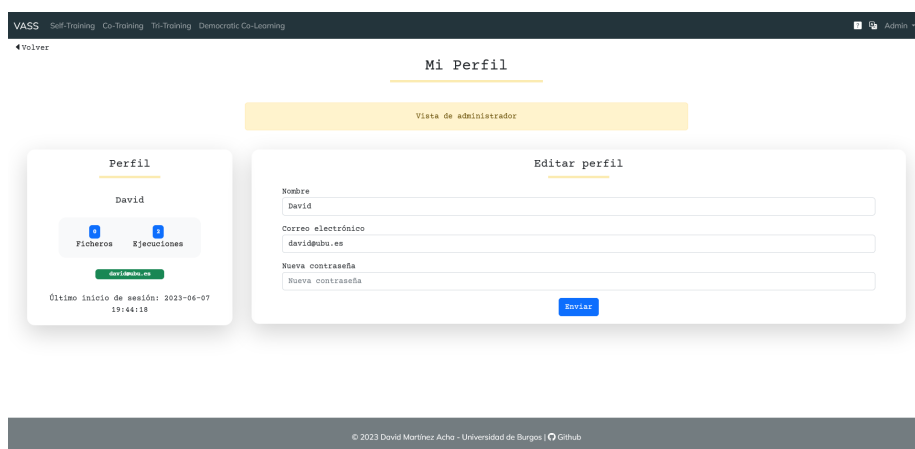 VASS Self-Training Co-Training Tri-Training Democratic Co-Learning Admin
Volver
Mi Perfil
Vista de administrador
Perfil
David
0 3
Ficheros Ejecuciones
david@ubu.es
Último inicio de sesión: 2023-06-07
19:44:18
Editar perfil
Nombre
David
Correo electrónico
david@ubu.es
Nueva contraseña
Nueva contraseña
Enviar
© 2023 David Martínez Acha - Universidad de Burgos | Github